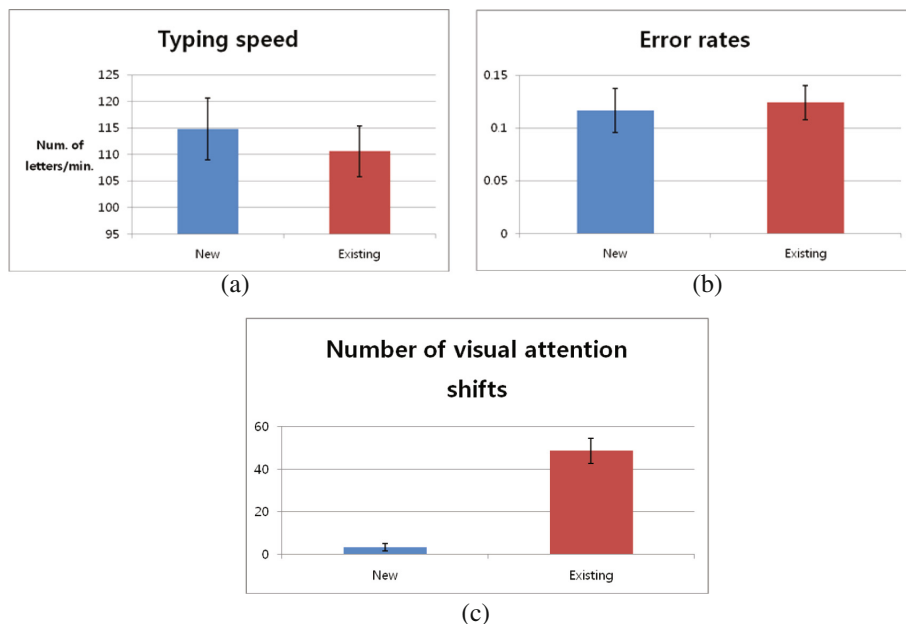 Typing speed
125
120
115
110
105
100
95
Num. of
letters/min.
New
Existing
(a)
Error rates
0.15
0.1
0.05
0
New
Existing
(b)
Number of visual attention
shifts
60
40
20
0
New
Existing
(c)